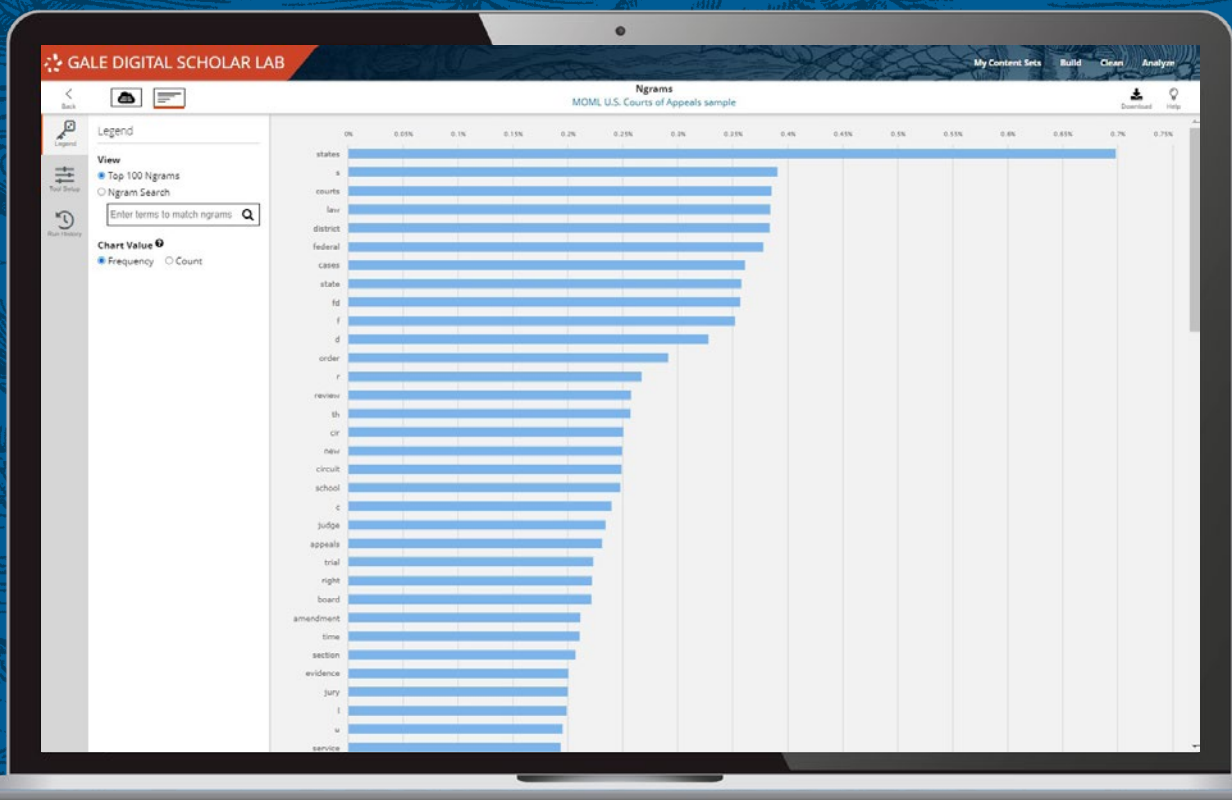 GALE DIGITAL SCHOLAR LAB
My Content Sets Build Clean Analyze
Back
Ngrams
MOML U.S. Courts of Appeals sample
Download Help
Legend
Tool Setup
Run History
Legend
View
Top 100 Ngrams
Ngram Search
Enter terms to match ngrams
Chart Value
Frequency Count
0% 0.05% 0.1% 0.15% 0.2% 0.25% 0.3% 0.35% 0.4% 0.45% 0.5% 0.55% 0.6% 0.65% 0.7% 0.75%
states
s
courts
law
district
federal
cases
state
fd
f
d
order
r
review
th
cir
new
circuit
school
c
judge
appeals
trial
right
board
amendment
time
section
evidence
jury
u
service